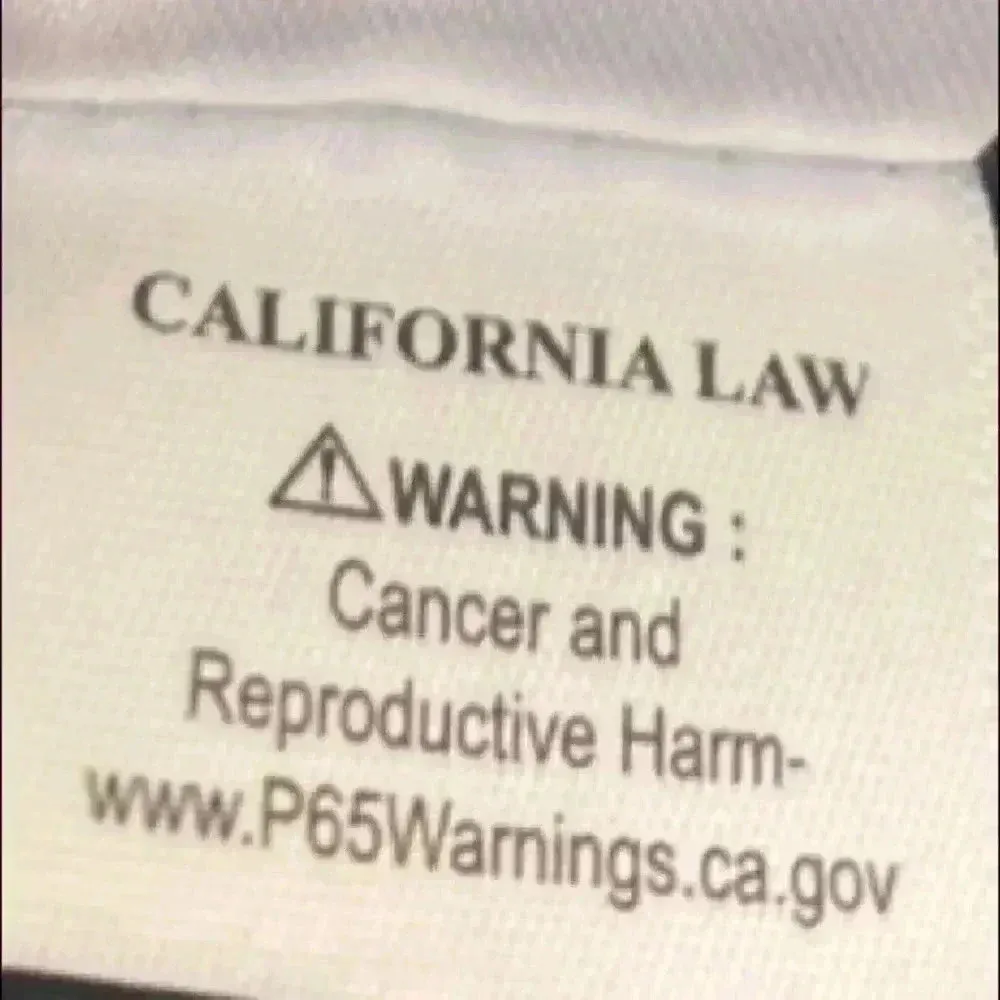 CALIFORNIA LAW
⚠WARNING :
Cancer and
Reproductive Harm-
www.P65Warnings.ca.gov